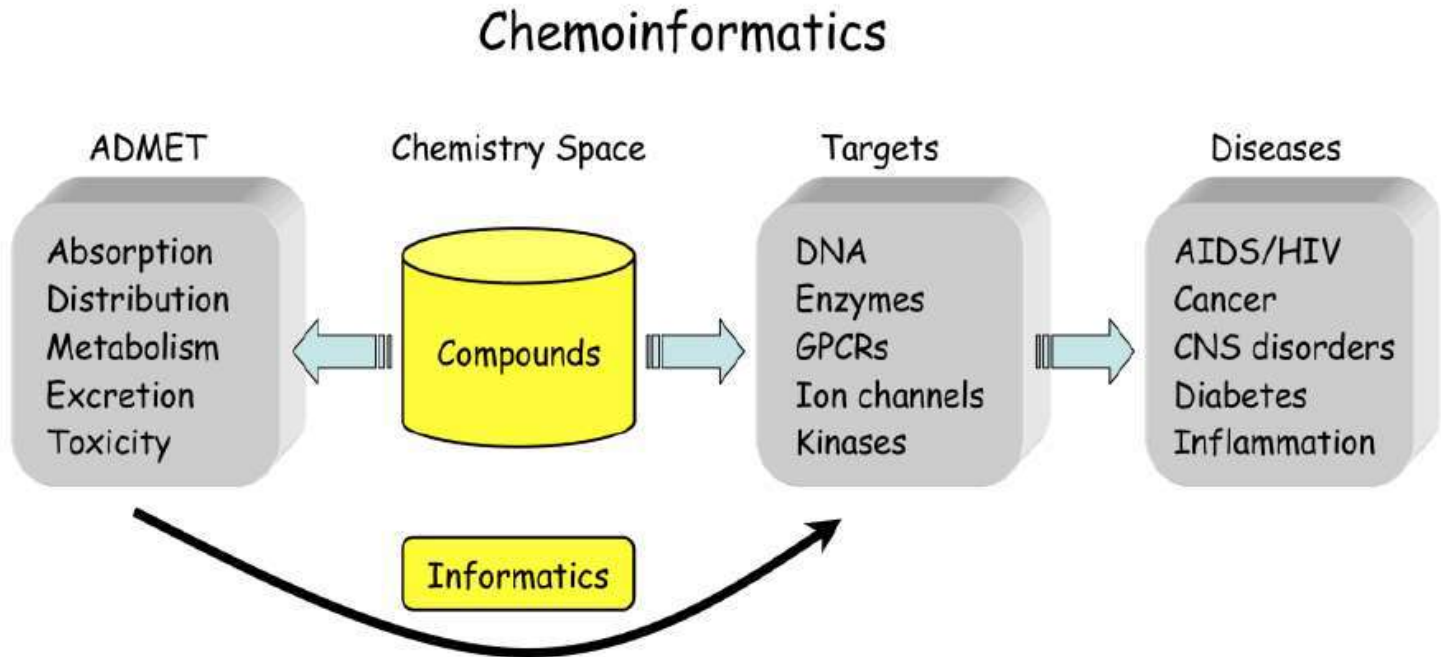 Chemoinformatics
ADMET
Absorption
Distribution
Metabolism
Excretion
Toxicity
Chemistry Space
Compounds
Informatics
Targets
DNA
Enzymes
GPCRs
Ion channels
Kinases
Diseases
AIDS/HIV
Cancer
CNS disorders
Diabetes
Inflammation